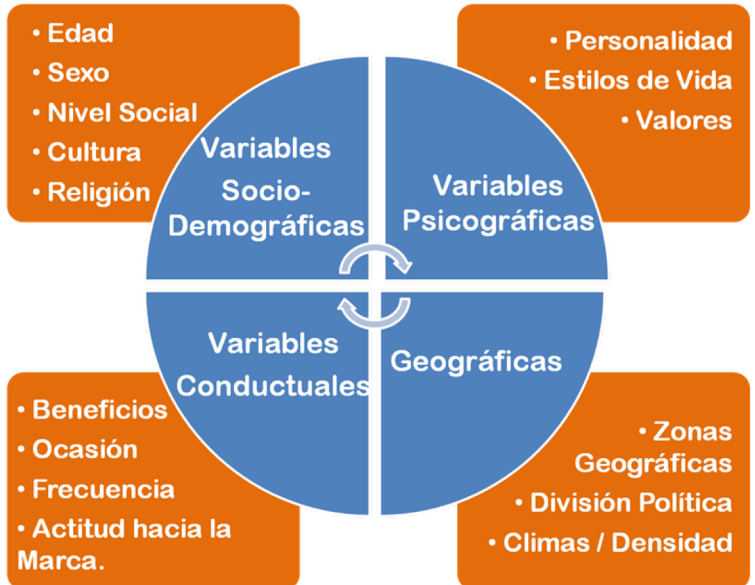 • Edad
• Sexo
• Nivel Social
• Cultura
• Religión
Variables
Socio-
Demográficas
• Personalidad
• Estilos de Vida
• Valores
Variables
Psicográficas
Variables
Conductuales
• Beneficios
• Ocasión
• Frecuencia
• Actitud hacia la
Marca.
Geográficas
• Zonas
Geográficas
• División Política
• Climas / Densidad